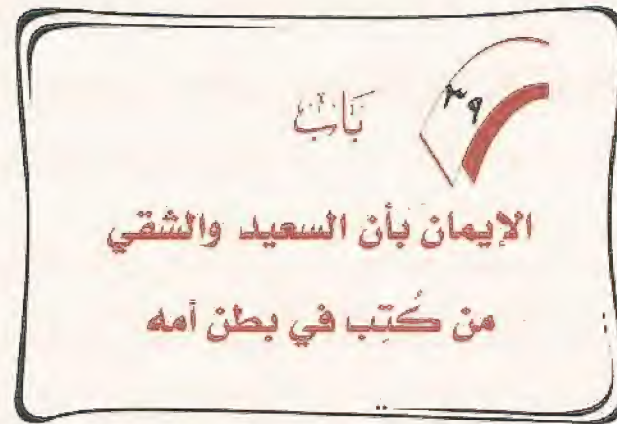 ٣٩
بَابُ
الإيمان بأن السعيد والشقي
من كُتِب في بطن أمه